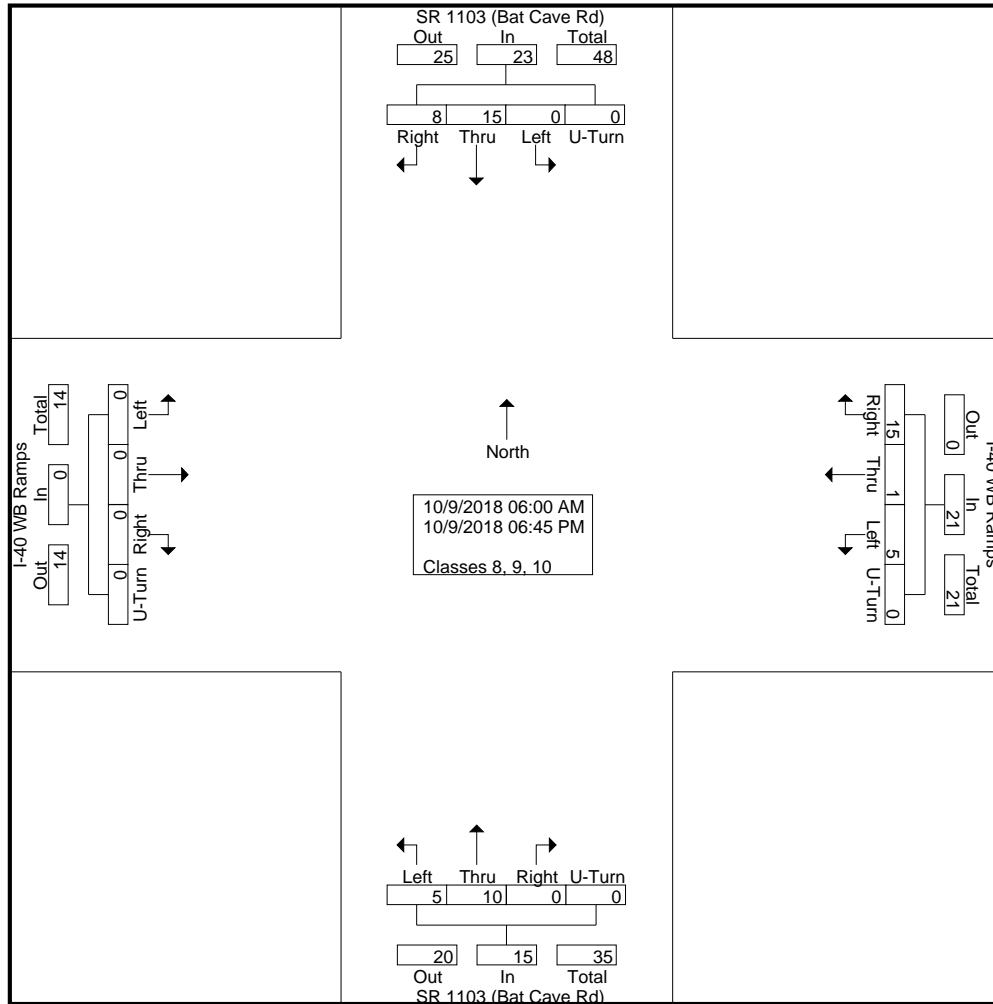 SR 1103 (Bat Cave Rd)
Out In Total
25 23 48
8 15 0 0
Right Thru Left U-Turn
I-40 WB Ramps
Total In Out
14 0 14
0 0 0 0
Left Thru Right U-Turn
North
10/9/2018 06:00 AM
10/9/2018 06:45 PM
Classes 8, 9, 10
Right Thru Left U-Turn
15 1 5 0
Out In Total
0 21 21
I-40 WB Ramps
Left Thru Right U-Turn
5 10 0 0
20 15 35
Out In Total
SR 1103 (Bat Cave Rd)